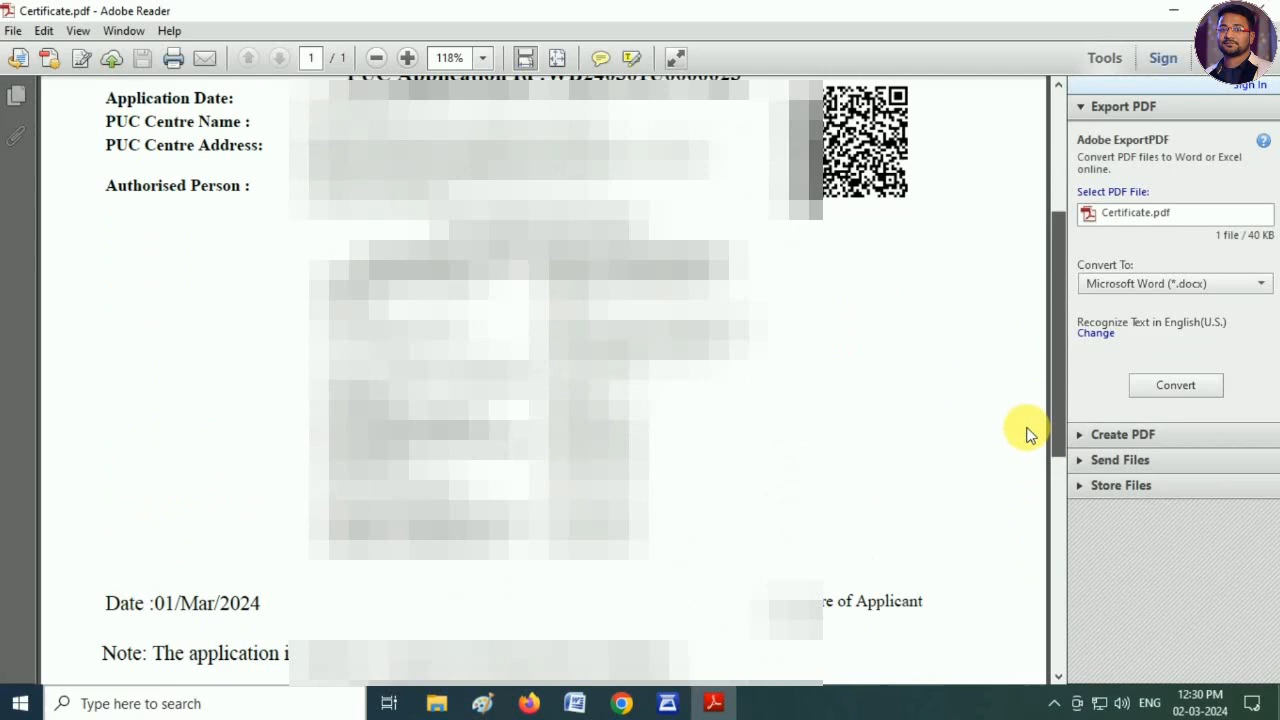 Certificate.pdf - Adobe Reader
File Edit View Window Help
1 / 1
118%
Tools
Sign
Sign In
Application Date:
PUC Centre Name :
PUC Centre Address:
Authorised Person :
Date :01/Mar/2024
re of Applicant
Note: The application i
Export PDF
Adobe ExportPDF
Convert PDF files to Word or Excel
online.
Select PDF File:
Certificate.pdf
1 file / 40 KB
Convert To:
Microsoft Word (*.docx)
Recognize Text in English(U.S.)
Change
Convert
Create PDF
Send Files
Store Files
Type here to search
ENG
12:30 PM
02-03-2024